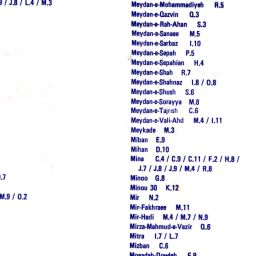 / J.8 / L.4 / M.3
.7
M.9 / O.2
Meydan-e-Mohammadiyeh R.5
Meydan-e-Qazvin Q.3
Meydan-e-Rah-Ahan S.3
Meydan-e-Sanaee M.5
Meydan-e-Sarbaz I.10
Meydan-e-Sepah P.5
Meydan-e-Sepahian H.4
Meydan-e-Shah R.7
Meydan-e-Shahnaz I.8 / O.8
Meydan-e-Shush S.6
Meydan-e-Sorayya M.8
Meydan-e-Tajrish C.6
Meydan-e-Vali-Ahd M.4 / I.11
Meykade M.3
Miban E.9
Mihan D.10
Mina C.4 / C.9 / C.11 / F.2 / H.8 /
J.7 / J.8 / J.9 / M.4 / R.8
Minoo G.8
Minou 30 K.12
Mir N.2
Mir-Fakhraee M.11
Mir-Hadi M.4 / M.7 / N.9
Mirza-Mahmud-e-Vazir O.6
Mitra I.7 / L.7
Mizban C.6